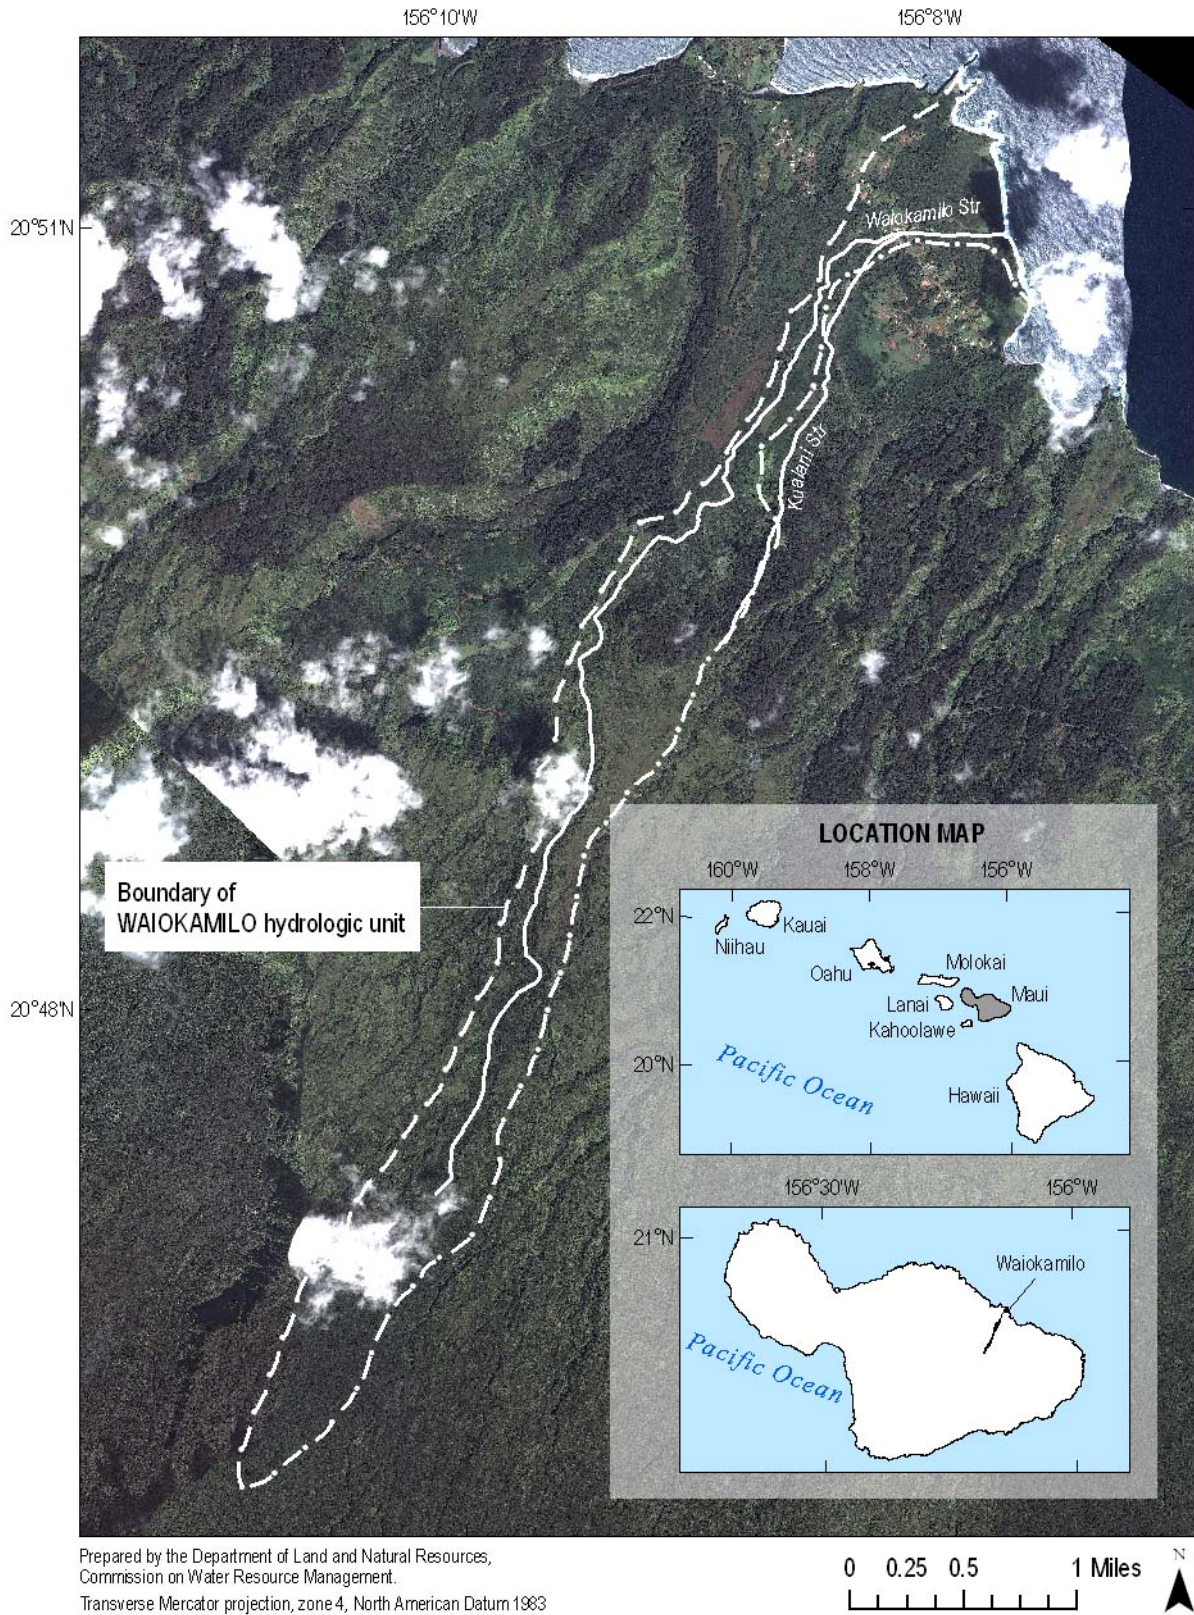 156°10'W
156°8'W
20°51'N
Waiokamilo Str
Kualani Str
Boundary of
WAIOKAMILO hydrologic unit
20°48'N
LOCATION MAP
160°W
158°W
156°W
22°N
Kauai
Niihau
Oahu
Molokai
Lanai
Maui
Kahoolawe
20°N
Pacific Ocean
Hawaii
156°30'W
156°W
21°N
Waiokamilo
Pacific Ocean
Prepared by the Department of Land and Natural Resources,
Commission on Water Resource Management.
Transverse Mercator projection, zone 4, North American Datum 1983
0 0.25 0.5 1 Miles
N